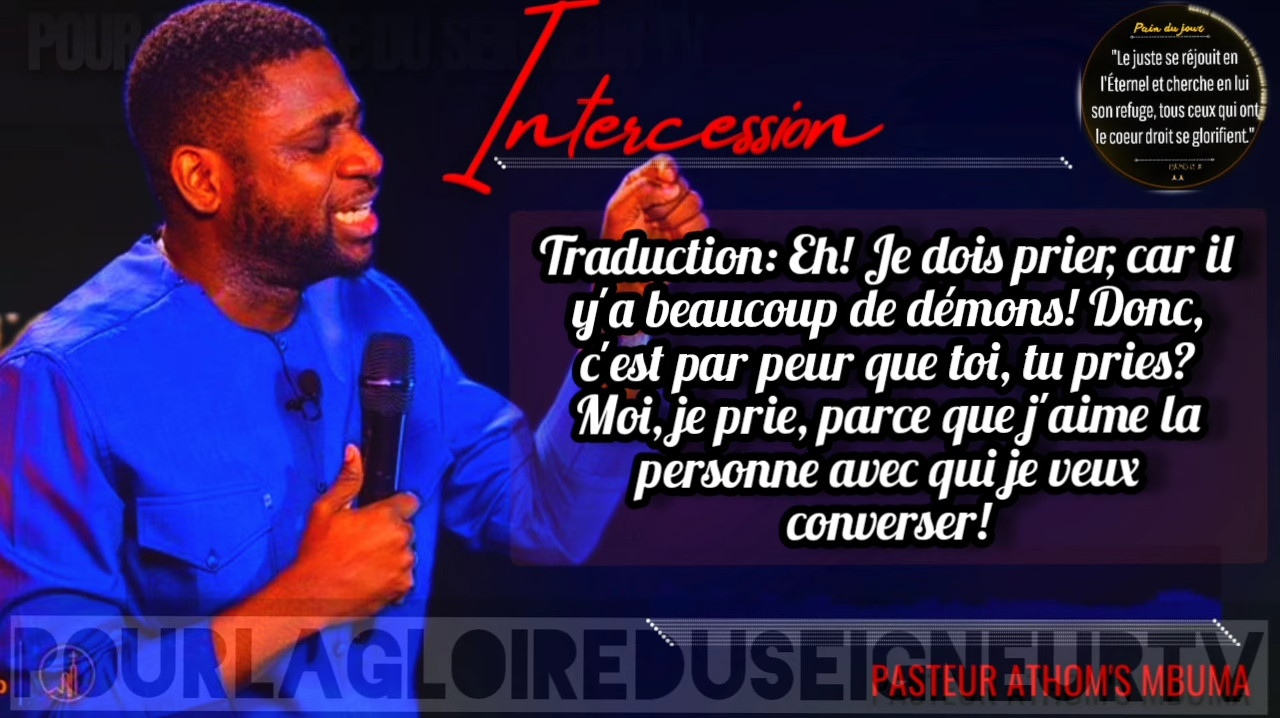 Intercession
Pain du jour
"Le juste se réjouit en
l'Éternel et cherche en lui
son refuge, tous ceux qui ont
le coeur droit se glorifient."
Traduction: Eh! Je dois prier, car il
y'a beaucoup de démons! Donc,
c'est par peur que toi, tu pries?
Moi, je prie, parce que j'aime la
personne avec qui je veux
converser!
POURLAGLOIREDUSEIGNEURTV
PASTEUR ATHOM'S MBUMA